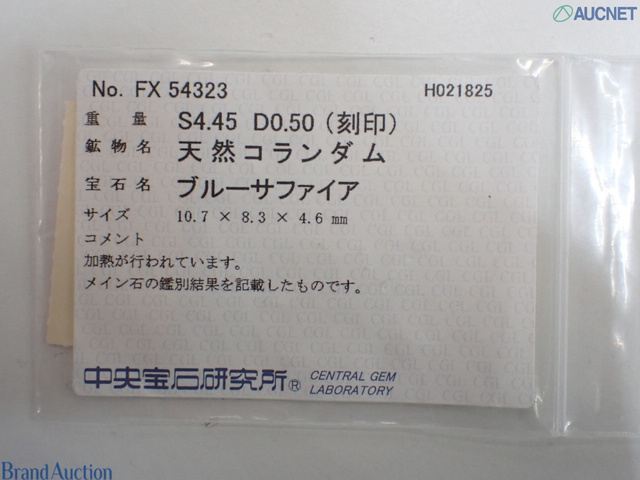 AUCNET
No. FX 54323 H021825
重量 S4.45 D0.50 (刻印)
鉱物名 天然コランダム
宝石名 ブルーサファイア
サイズ 10.7 × 8.3 × 4.6 mm
コメント
加熱が行われています。
メイン石の鑑別結果を記載したものです。
中央宝石研究所® CENTRAL GEM
LABORATORY
Brand Auction